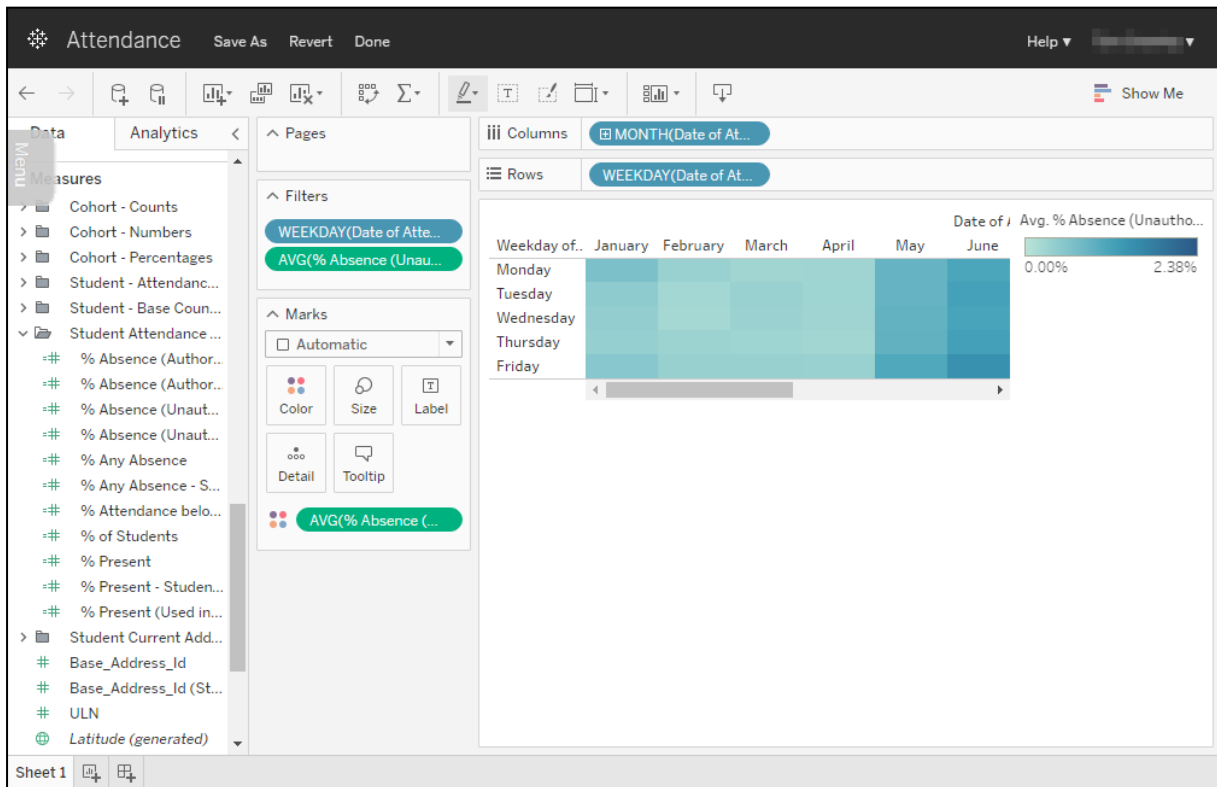 Attendance Save As Revert Done Help
Show Me
Data Analytics
Menu
Measures
Cohort - Counts
Cohort - Numbers
Cohort - Percentages
Student - Attendanc...
Student - Base Coun...
Student Attendance ...
% Absence (Author...
% Absence (Author...
% Absence (Unaut...
% Absence (Unaut...
% Any Absence
% Any Absence - S...
% Attendance belo...
% of Students
% Present
% Present - Studen...
% Present (Used in...
Student Current Add...
Base_Address_Id
Base_Address_Id (St...
ULN
Latitude (generated)
Pages
Filters
WEEKDAY(Date of Atte...
AVG(% Absence (Unau...
Marks
Automatic
Color Size Label
Detail Tooltip
AVG(% Absence (...
Columns MONTH(Date of At...
Rows WEEKDAY(Date of At...
Date of
Weekday of.. January February March April May June
Monday
Tuesday
Wednesday
Thursday
Friday
Avg. % Absence (Unautho...
0.00% 2.38%
Sheet 1